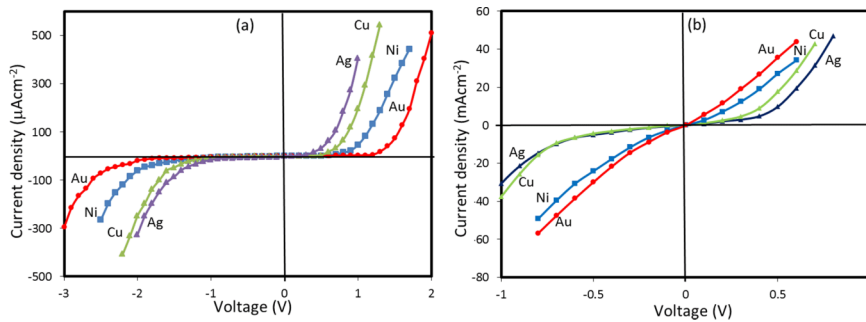 (a)
Current density (µAcm-2)
500
300
100
-100
-300
-500
Cu
Ag
Ni
Au
Au
Ni
Cu
Ag
-3
-2
-1
0
1
2
Voltage (V)
(b)
Current density (mAcm-2)
60
40
20
0
-20
-40
-60
-80
Au
Ni
Cu
Ag
Ag
Cu
Ni
Au
-1
-0.5
0
0.5
Voltage (V)